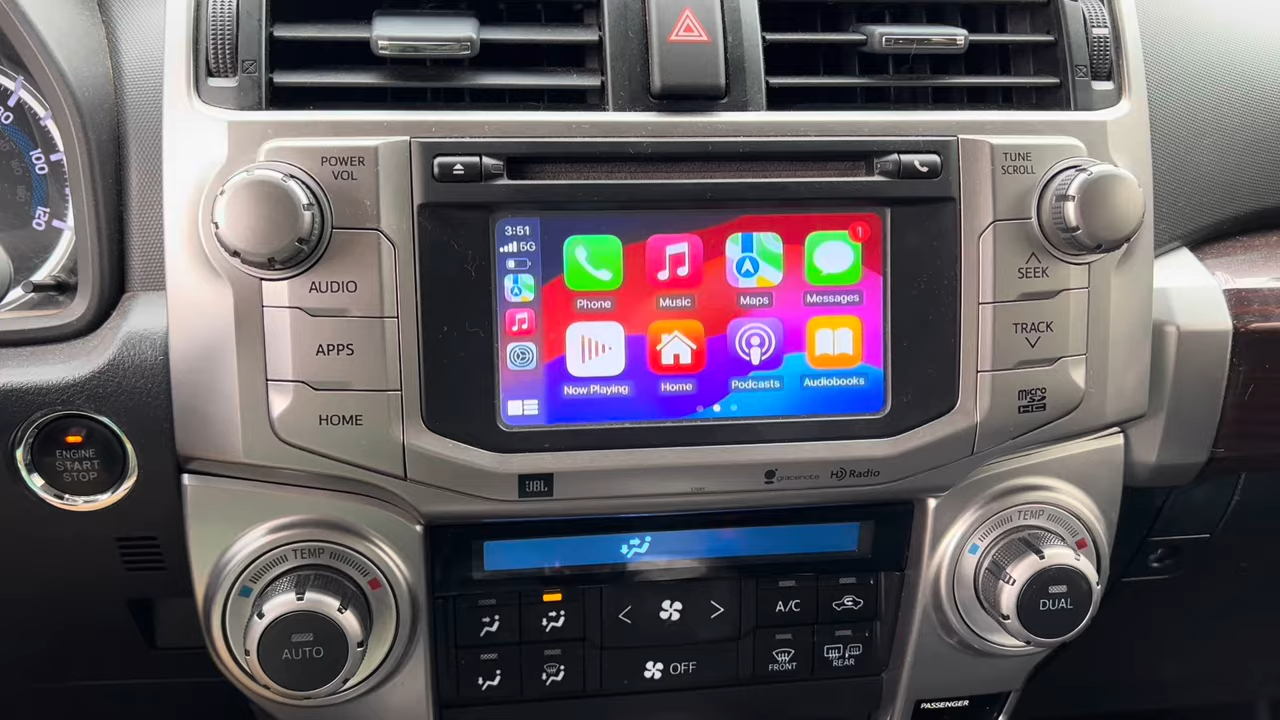 100
120
POWER
VOL
AUDIO
APPS
HOME
3:51
5G
Phone
Music
Maps
1
Messages
Now Playing
Home
Podcasts
Audiobooks
TUNE
SCROLL
SEEK
TRACK
micro
SD
HC
JBL
gracenote
HD Radio
ENGINE
START
STOP
TEMP
AUTO
A/C
OFF
FRONT
REAR
TEMP
DUAL
PASSENGER